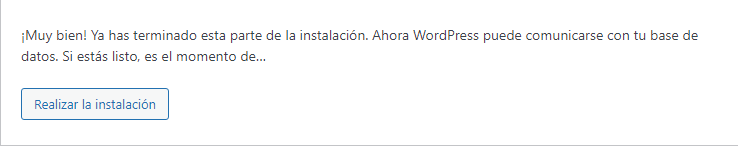 ¡Muy bien! Ya has terminado esta parte de la instalación. Ahora WordPress puede comunicarse con tu base de
datos. Si estás listo, es el momento de…
Realizar la instalación